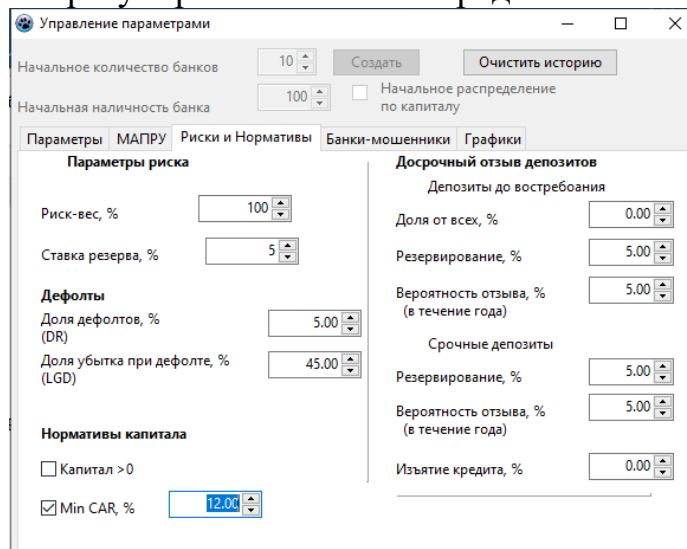 Управление параметрами
Начальное количество банков 10 Создать Очистить историю
Начальная наличность банка 100 Начальное распределение по капиталу
Параметры МАПРУ Риски и Нормативы Банки-мошенники Графики
Параметры риска
Риск-вес, % 100
Ставка резерва, % 5
Дефолты
Доля дефолтов, % 5.00
(DR)
Доля убытка при дефолте, % 45.00
(LGD)
Нормативы капитала
Капитал >0
Min CAR, % 12.00
Досрочный отзыв депозитов
Депозиты до востребоания
Доля от всех, % 0.00
Резервирование, % 5.00
Вероятность отзыва, % 5.00
(в течение года)
Срочные депозиты
Резервирование, % 5.00
Вероятность отзыва, % 5.00
(в течение года)
Изъятие кредита, % 0.00